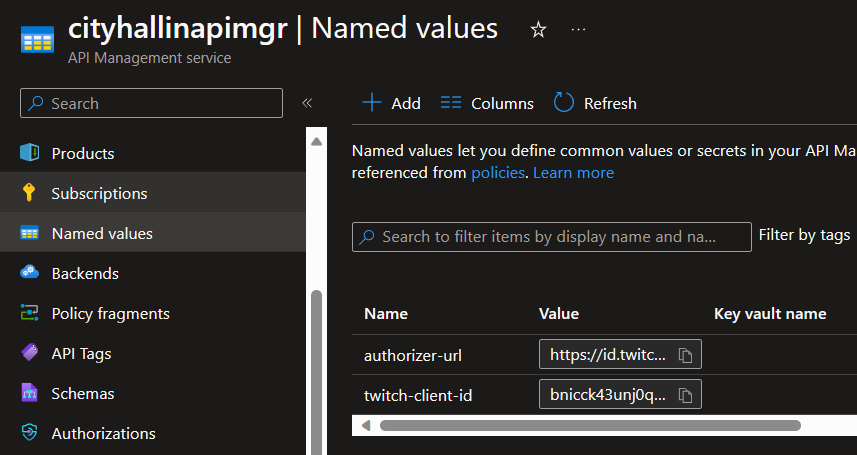 cityhallinapimgr | Named values
API Management service
Search
Products
Subscriptions
Named values
Backends
Policy fragments
API Tags
Schemas
Authorizations
Add Columns Refresh
Named values let you define common values or secrets in your API Ma
referenced from policies. Learn more
Search to filter items by display name and na... Filter by tags
Name Value Key vault name
authorizer-url https://id.twitc...
twitch-client-id bnicck43unj0q...